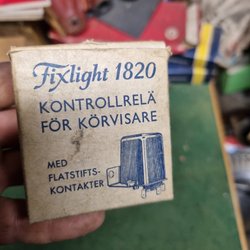 Fixlight 1820
KONTROLLRELÄ
FÖR KÖRVISARE
MED
FLATSTIFTS-
KONTAKTER